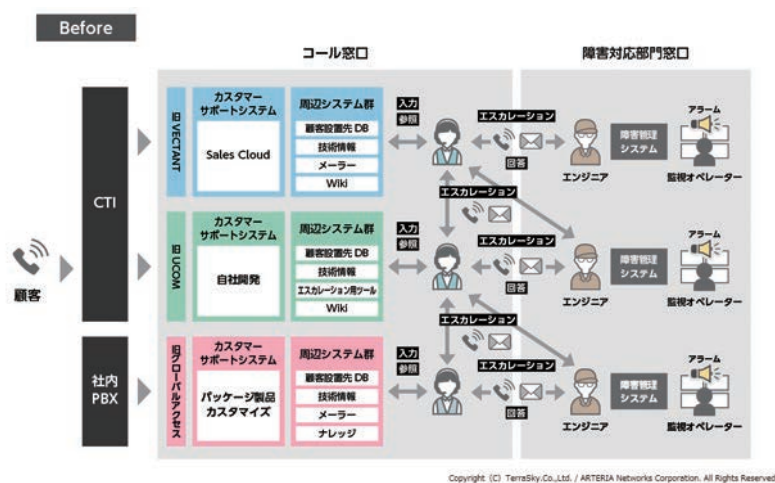 Before
コール窓口
障害対応部門窓口
CTI
社内
PBX
顧客
旧VECTANT
カスタマー
サポートシステム
Sales Cloud
周辺システム群
顧客設置先DB
技術情報
メーラー
Wiki
入力
参照
エスカレーション
回答
エンジニア
障害管理
システム
アラーム
監視オペレーター
エスカレーション
旧UCOM
カスタマー
サポートシステム
自社開発
周辺システム群
顧客設置先DB
技術情報
エスカレーション用ツール
Wiki
入力
参照
エスカレーション
回答
エンジニア
障害管理
システム
アラーム
監視オペレーター
エスカレーション
旧グローバルアクセス
カスタマー
サポートシステム
パッケージ製品
カスタマイズ
周辺システム群
顧客設置先DB
技術情報
メーラー
ナレッジ
入力
参照
エスカレーション
回答
エンジニア
障害管理
システム
アラーム
監視オペレーター
Copyright (C) TerraSky.Co.,Ltd. / ARTERIA Networks Corporation. All Rights Reserved